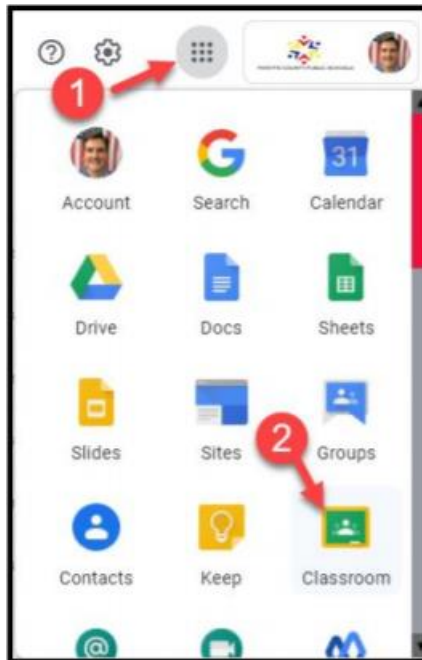 1
Account Search Calendar
31
Drive Docs Sheets
Slides Sites Groups
2
Contacts Keep Classroom